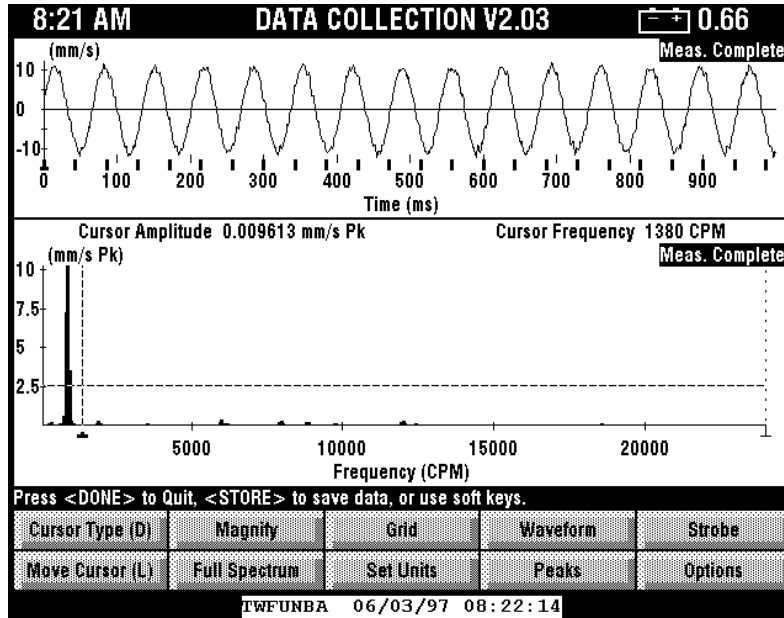 8:21 AM DATA COLLECTION V2.03 - + 0.66
(mm/s) Meas. Complete
10
0
-10
0 100 200 300 400 500 600 700 800 900
Time (ms)
Cursor Amplitude 0.009613 mm/s Pk Cursor Frequency 1380 CPM
(mm/s Pk) Meas. Complete
10
7.5
5
2.5
5000 10000 15000 20000
Frequency (CPM)
Press <DONE> to Quit, <STORE> to save data, or use soft keys.
Cursor Type (D) Magnify Grid Waveform Strobe
Move Cursor (L) Full Spectrum Set Units Peaks Options
TWFUNBA 06/03/97 08:22:14